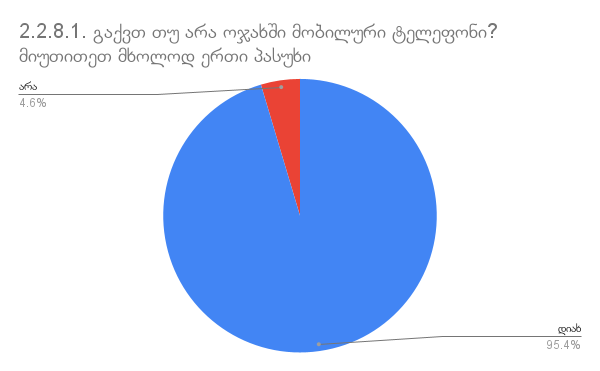 2.2.8.1. გაქვთ თუ არა ოჯახში მობილური ტელეფონი?
მიუთითეთ მხოლოდ ერთი პასუხი
არა
4.6%
დიახ
95.4%